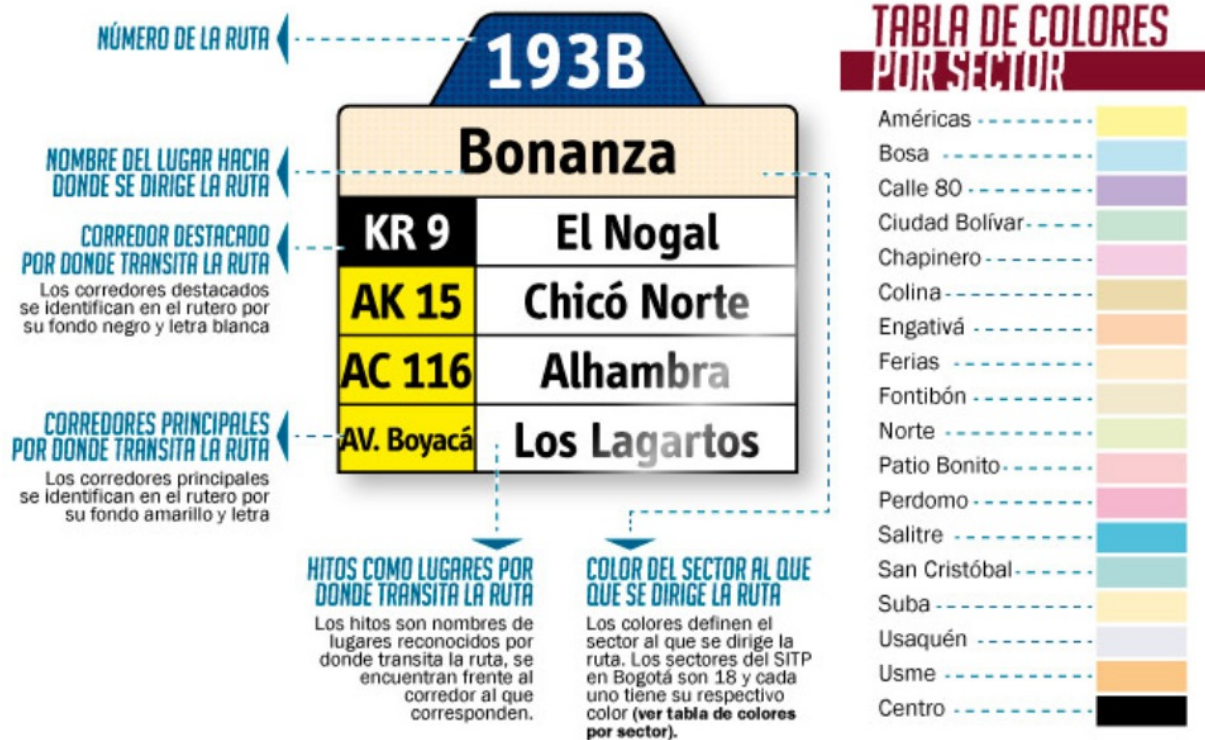 NÚMERO DE LA RUTA
193B
NOMBRE DEL LUGAR HACIA
DONDE SE DIRIGE LA RUTA
Bonanza
CORREDOR DESTACADO
POR DONDE TRANSITA LA RUTA
Los corredores destacados
se identifican en el rutero por
su fondo negro y letra blanca
KR 9 El Nogal
AK 15 Chicó Norte
AC 116 Alhambra
AV. Boyacá Los Lagartos
CORREDORES PRINCIPALES
POR DONDE TRANSITA LA RUTA
Los corredores principales
se identifican en el rutero por
su fondo amarillo y letra
HITOS COMO LUGARES POR
DONDE TRANSITA LA RUTA
Los hitos son nombres de
lugares reconocidos por
donde transita la ruta, se
encuentran frente al
corredor al que
corresponden.
COLOR DEL SECTOR AL QUE
QUE SE DIRIGE LA RUTA
Los colores definen el
sector al que se dirige la
ruta. Los sectores del SITP
en Bogotá son 18 y cada
uno tiene su respectivo
color (ver tabla de colores
por sector).
TABLA DE COLORES
POR SECTOR
Américas
Bosa
Calle 80
Ciudad Bolívar
Chapinero
Colina
Engativá
Ferias
Fontibón
Norte
Patio Bonito
Perdomo
Salitre
San Cristóbal
Suba
Usaquén
Usme
Centro